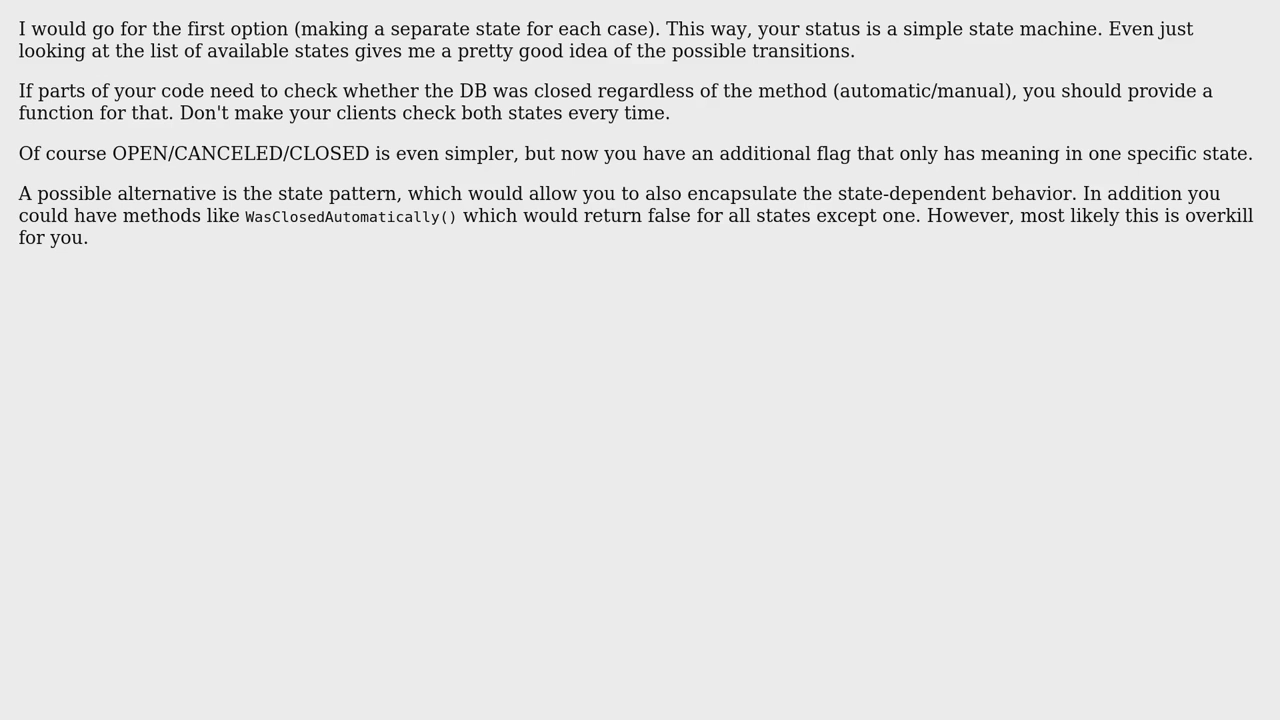 I would go for the first option (making a separate state for each case). This way, your status is a simple state machine. Even just
looking at the list of available states gives me a pretty good idea of the possible transitions.
If parts of your code need to check whether the DB was closed regardless of the method (automatic/manual), you should provide a
function for that. Don't make your clients check both states every time.
Of course OPEN/CANCELED/CLOSED is even simpler, but now you have an additional flag that only has meaning in one specific state.
A possible alternative is the state pattern, which would allow you to also encapsulate the state-dependent behavior. In addition you
could have methods like WasClosedAutomatically() which would return false for all states except one. However, most likely this is overkill
for you.